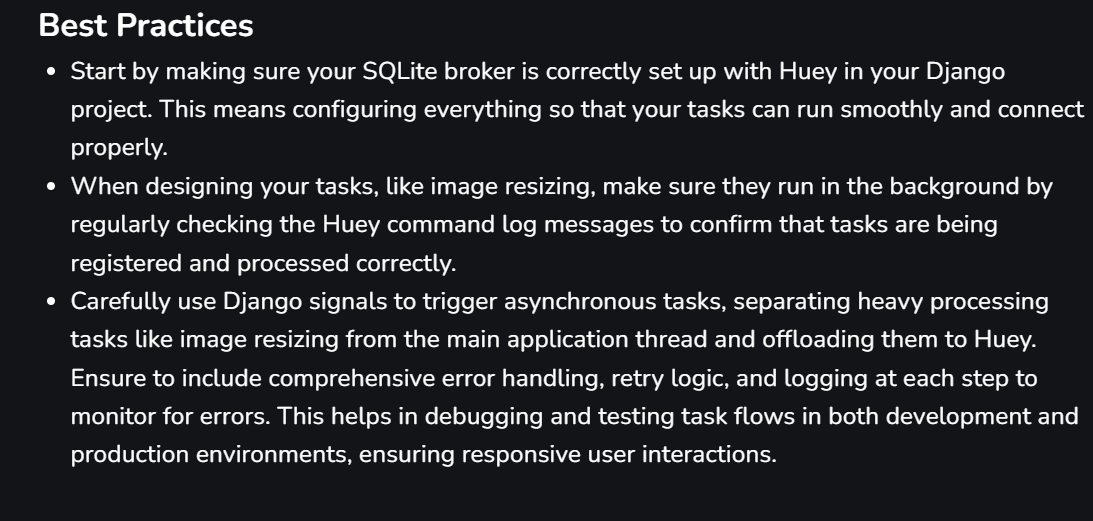 Best Practices
• Start by making sure your SQLite broker is correctly set up with Huey in your Django
project. This means configuring everything so that your tasks can run smoothly and connect
properly.
• When designing your tasks, like image resizing, make sure they run in the background by
regularly checking the Huey command log messages to confirm that tasks are being
registered and processed correctly.
• Carefully use Django signals to trigger asynchronous tasks, separating heavy processing
tasks like image resizing from the main application thread and offloading them to Huey.
Ensure to include comprehensive error handling, retry logic, and logging at each step to
monitor for errors. This helps in debugging and testing task flows in both development and
production environments, ensuring responsive user interactions.